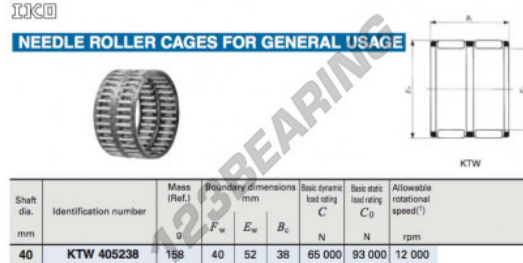 IKO
NEEDLE ROLLER CAGES FOR GENERAL USAGE
123BEARING
KTW
Shaft dia. mm
Identification number
Mass (Ref.) g
Boundary dimensions mm
Fw Ew Bc
Basic dynamic load rating C N
Basic static load rating C0 N
Allowable rotational speed(1) rpm
40 KTW 405238 158 40 52 38 65 000 93 000 12 000